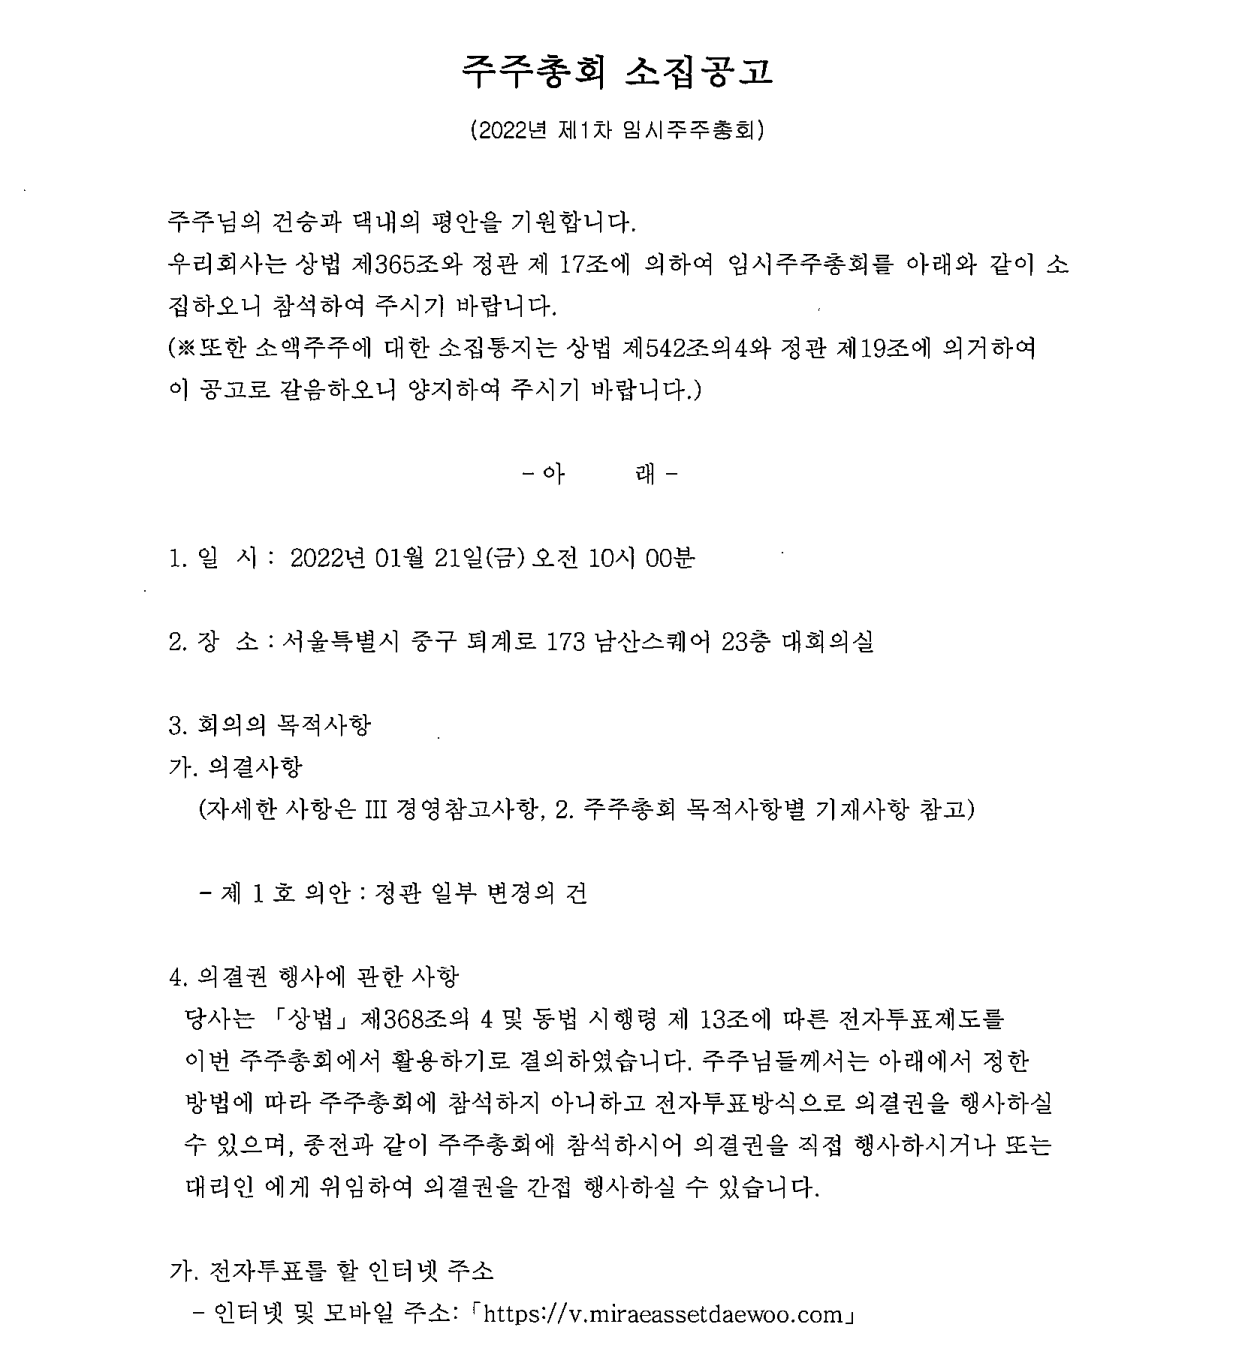 주주총회 소집공고
(2022년 제1차 임시주주총회)
주주님의 건승과 댁내의 평안을 기원합니다.
우리회사는 상법 제365조와 정관 제 17조에 의하여 임시주주총회를 아래와 같이 소
집하오니 참석하여 주시기 바랍니다.
(※또한 소액주주에 대한 소집통지는 상법 제542조의4와 정관 제19조에 의거하여
이 공고로 갈음하오니 양지하여 주시기 바랍니다.)
- 아 래 -
1. 일 시 : 2022년 01월 21일(금) 오전 10시 00분
2. 장 소 : 서울특별시 중구 퇴계로 173 남산스퀘어 23층 대회의실
3. 회의의 목적사항
가. 의결사항
(자세한 사항은 III 경영참고사항, 2. 주주총회 목적사항별 기재사항 참고)
- 제 1 호 의안 : 정관 일부 변경의 건
4. 의결권 행사에 관한 사항
당사는 「상법」제368조의 4 및 동법 시행령 제 13조에 따른 전자투표제도를
이번 주주총회에서 활용하기로 결의하였습니다. 주주님들께서는 아래에서 정한
방법에 따라 주주총회에 참석하지 아니하고 전자투표방식으로 의결권을 행사하실
수 있으며, 종전과 같이 주주총회에 참석하시어 의결권을 직접 행사하시거나 또는
대리인 에게 위임하여 의결권을 간접 행사하실 수 있습니다.
가. 전자투표를 할 인터넷 주소
- 인터넷 및 모바일 주소: 「https://v.miraeassetdaewoo.com」